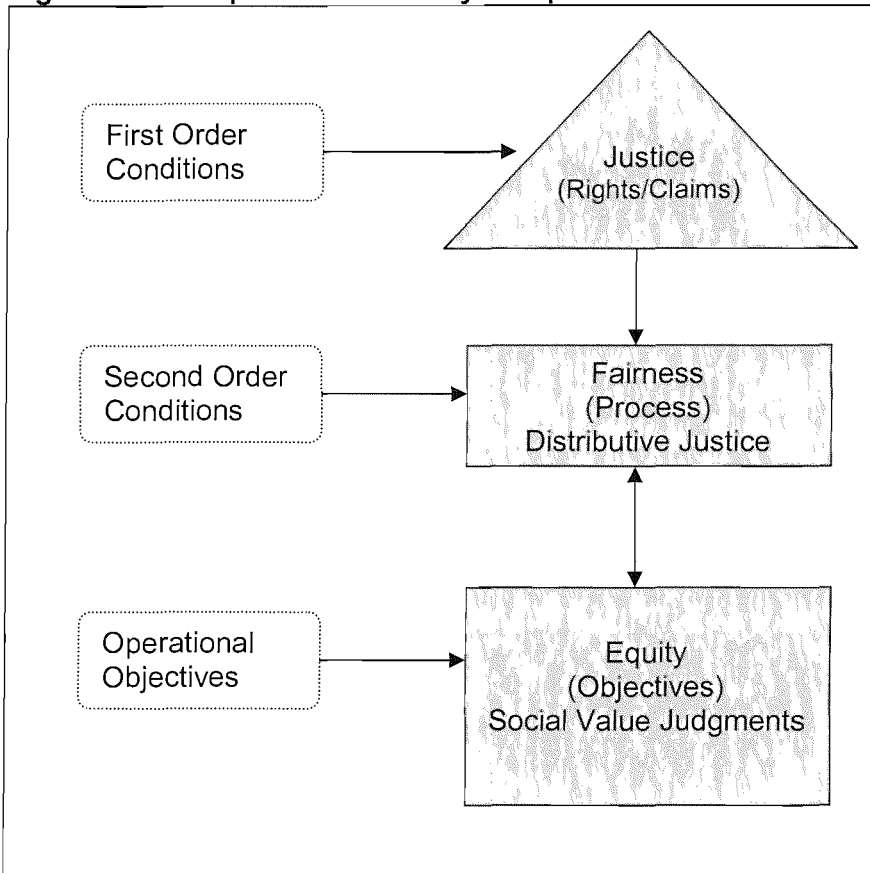 First Order
Conditions
Justice
(Rights/Claims)
Second Order
Conditions
Fairness
(Process)
Distributive Justice
Operational
Objectives
Equity
(Objectives)
Social Value Judgments